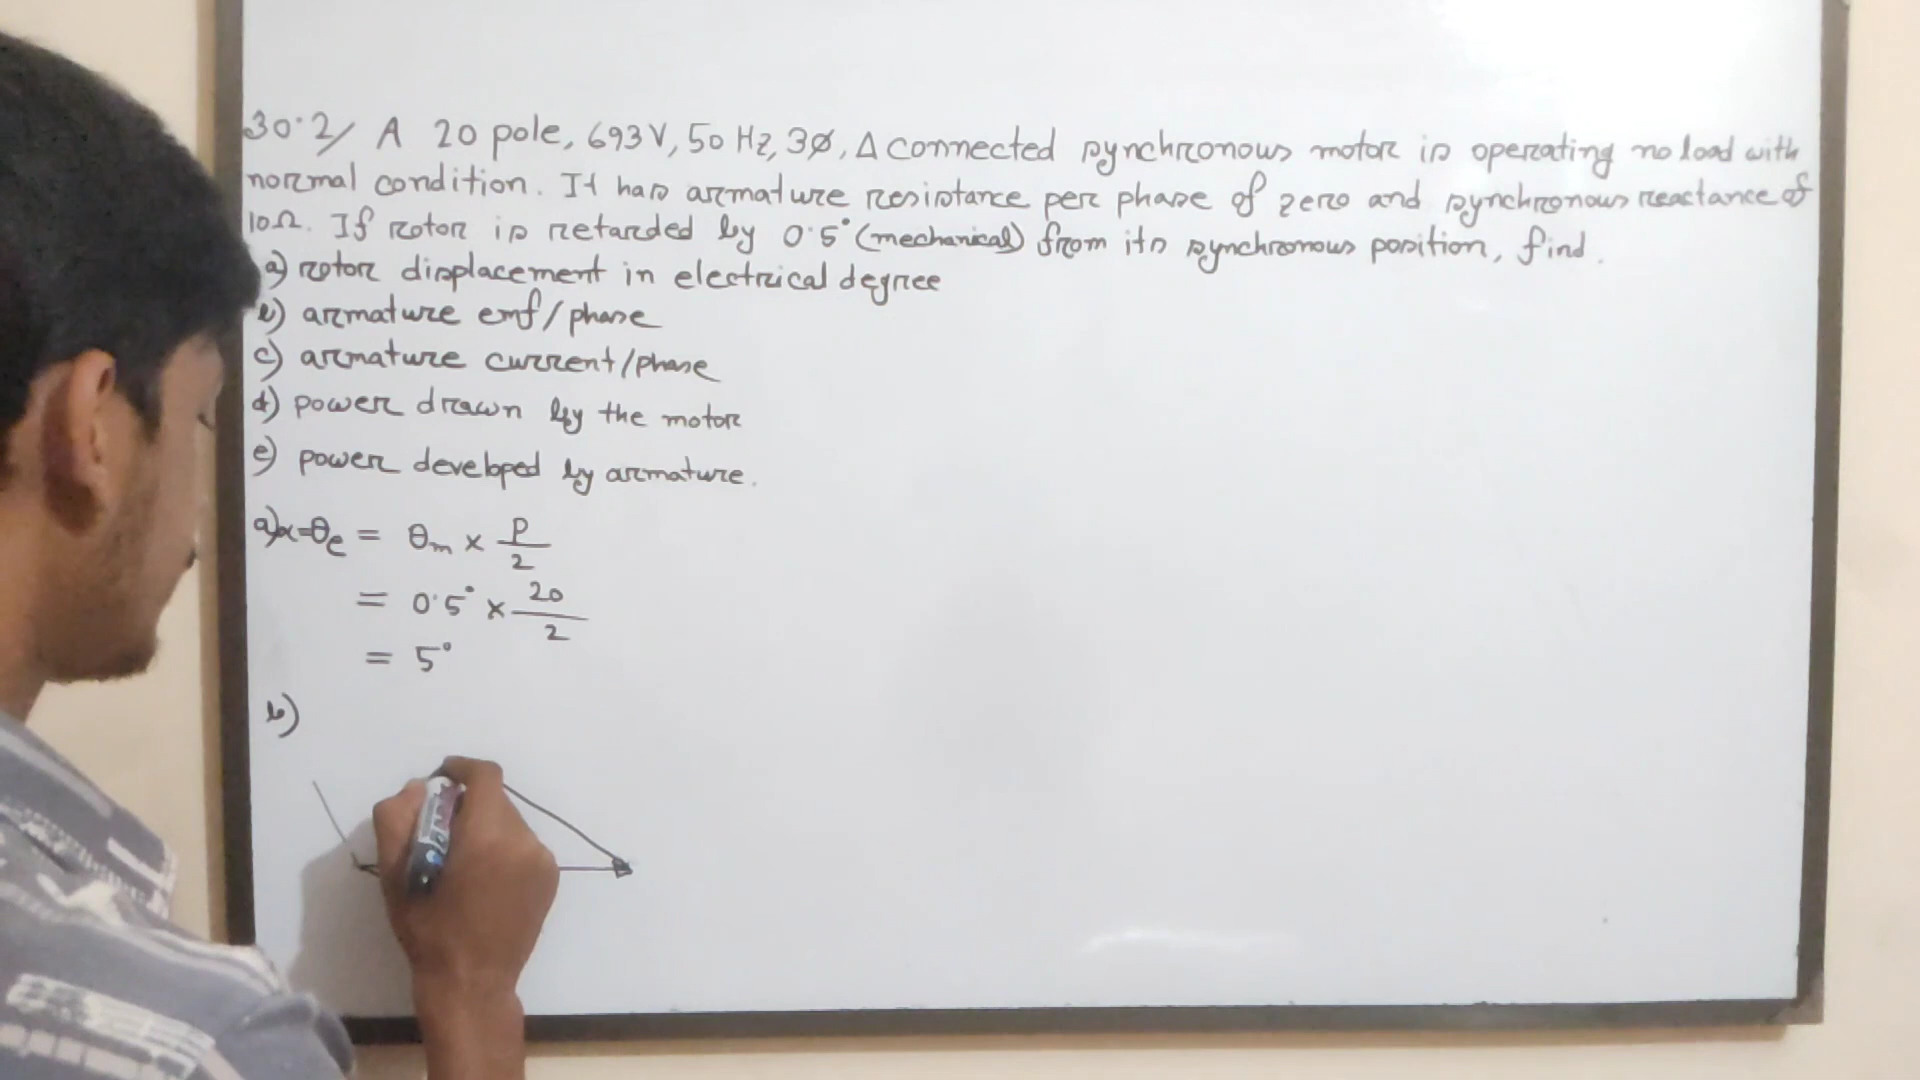 30.2/ A 20 pole, 693V, 50 Hz, 3Ø, Δ connected synchronous motor is operating no load with
normal condition. It has armature resistance per phase of zero and synchronous reactance of
10Ω. If rotor is retarded by 0.5° (mechanical) from its synchronous position, find.
a) rotor displacement in electrical degree
b) armature emf/phase
c) armature current/phase
d) power drawn by the motor
e) power developed by armature.
a) α=θe = θm × P/2
= 0.5° × 20/2
= 5°
b)